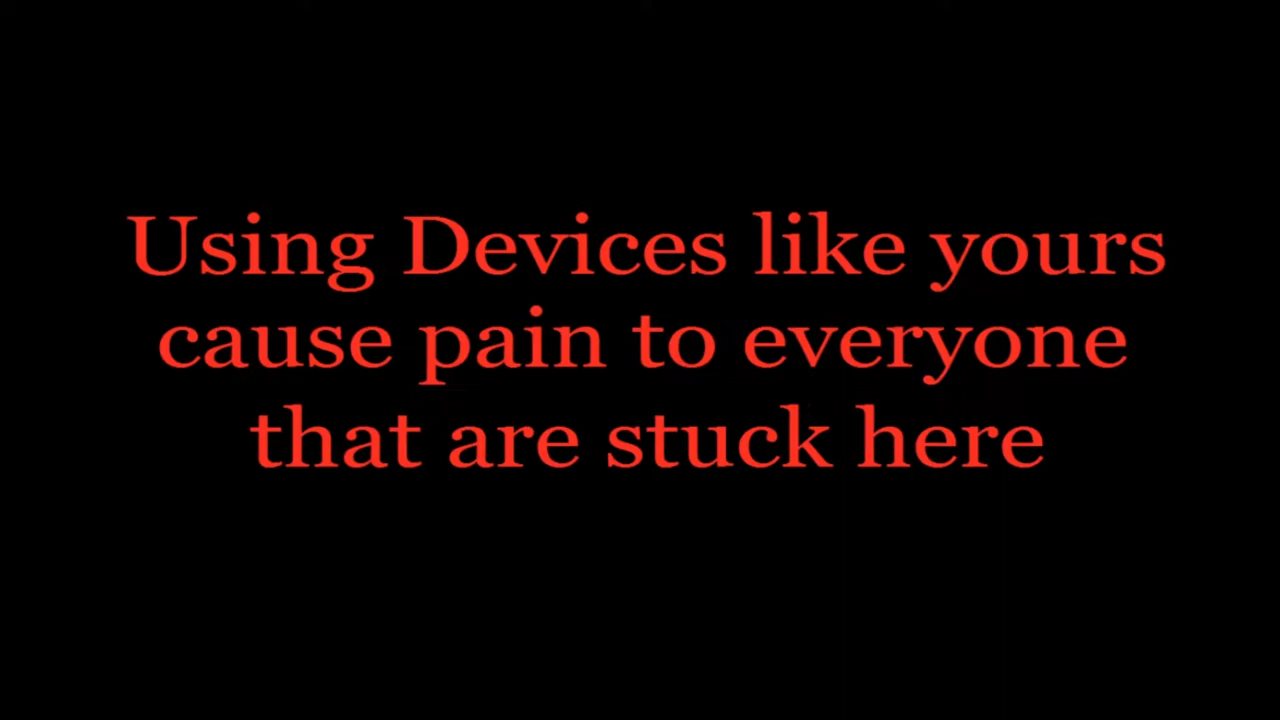 Using Devices like yours
cause pain to everyone
that are stuck here